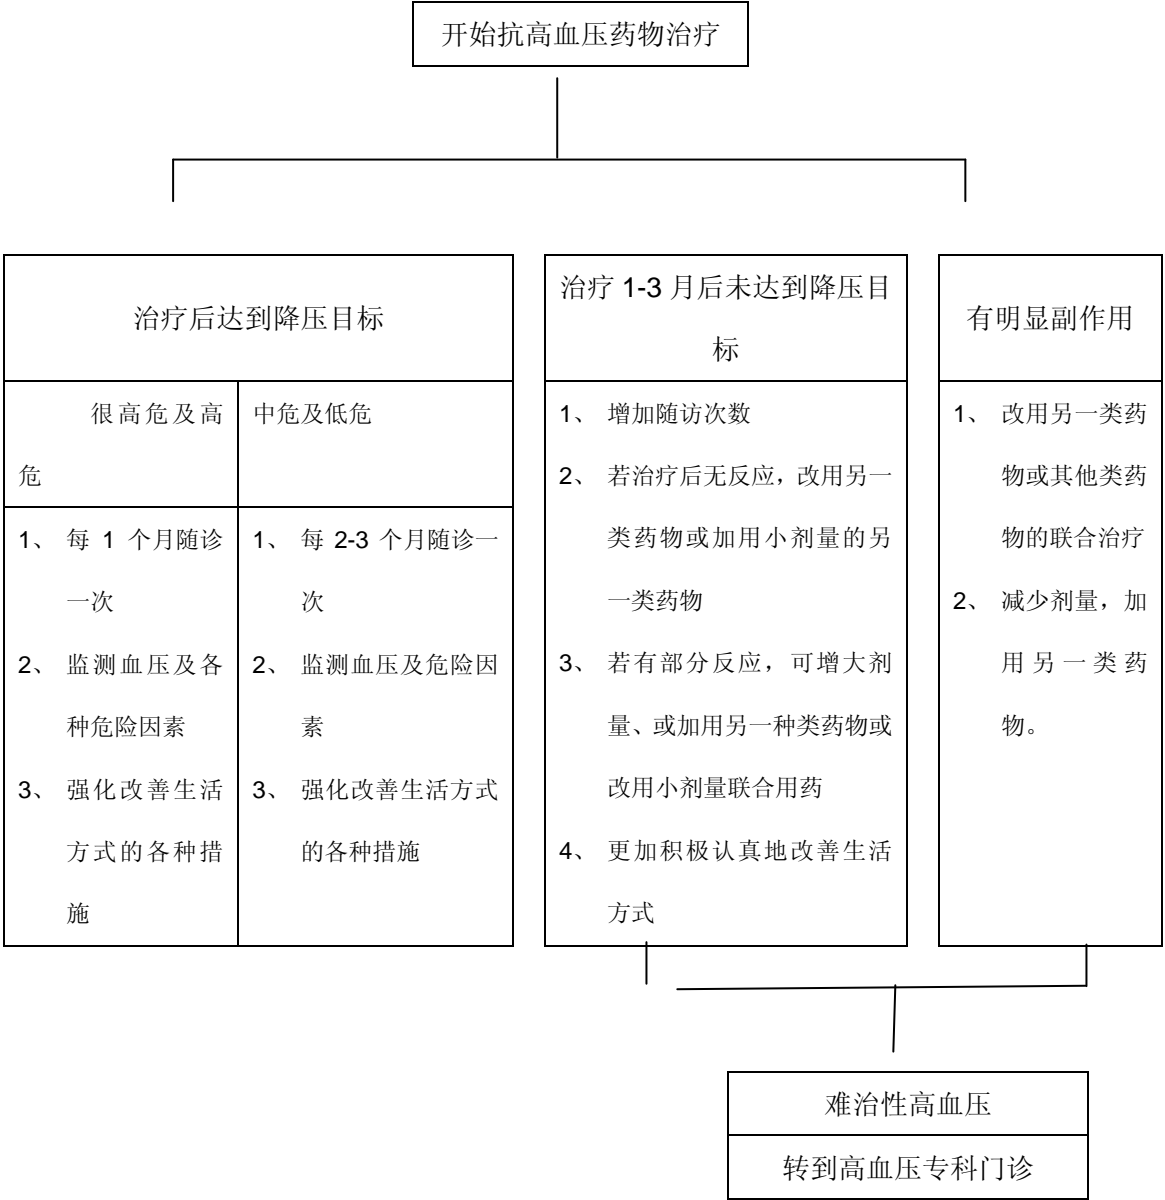 开始抗高血压药物治疗
治疗后达到降压目标
很高危及高
危
中危及低危
1、 每 1 个月随诊
一次
2、 监测血压及各
种危险因素
3、 强化改善生活
方式的各种措
施
1、 每 2-3 个月随诊一
次
2、 监测血压及危险因
素
3、 强化改善生活方式
的各种措施
治疗 1-3 月后未达到降压目
标
1、 增加随访次数
2、 若治疗后无反应，改用另一
类药物或加用小剂量的另
一类药物
3、 若有部分反应，可增大剂
量、或加用另一种类药物或
改用小剂量联合用药
4、 更加积极认真地改善生活
方式
有明显副作用
1、 改用另一类药
物或其他类药
物的联合治疗
2、 减少剂量，加
用另一类药
物。
难治性高血压
转到高血压专科门诊